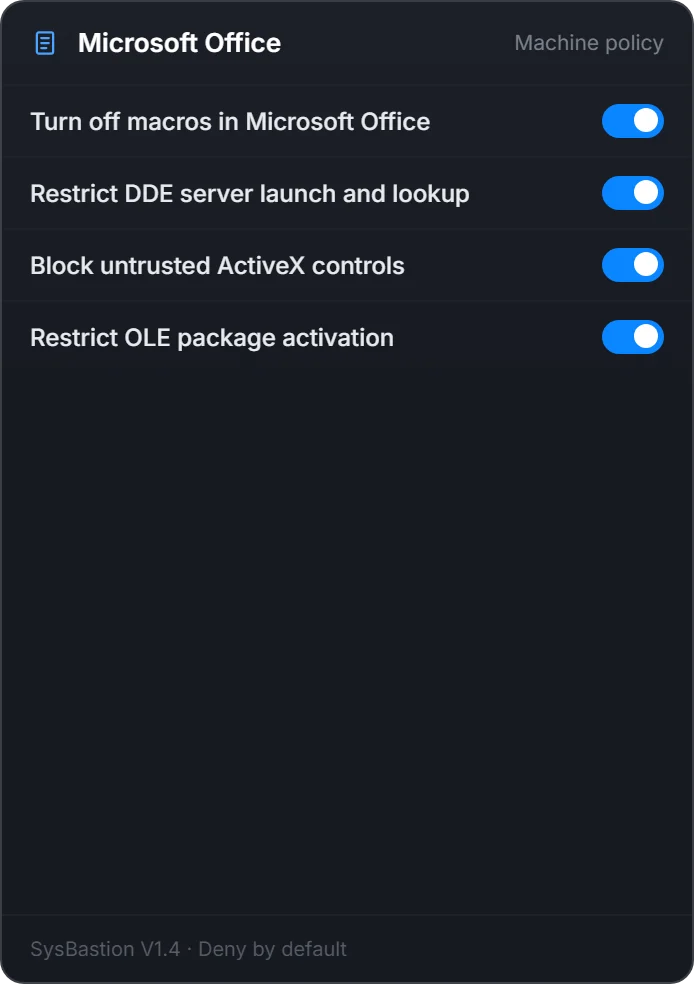 Microsoft Office
Machine policy
Turn off macros in Microsoft Office
Restrict DDE server launch and lookup
Block untrusted ActiveX controls
Restrict OLE package activation
SysBastion V1.4 · Deny by default